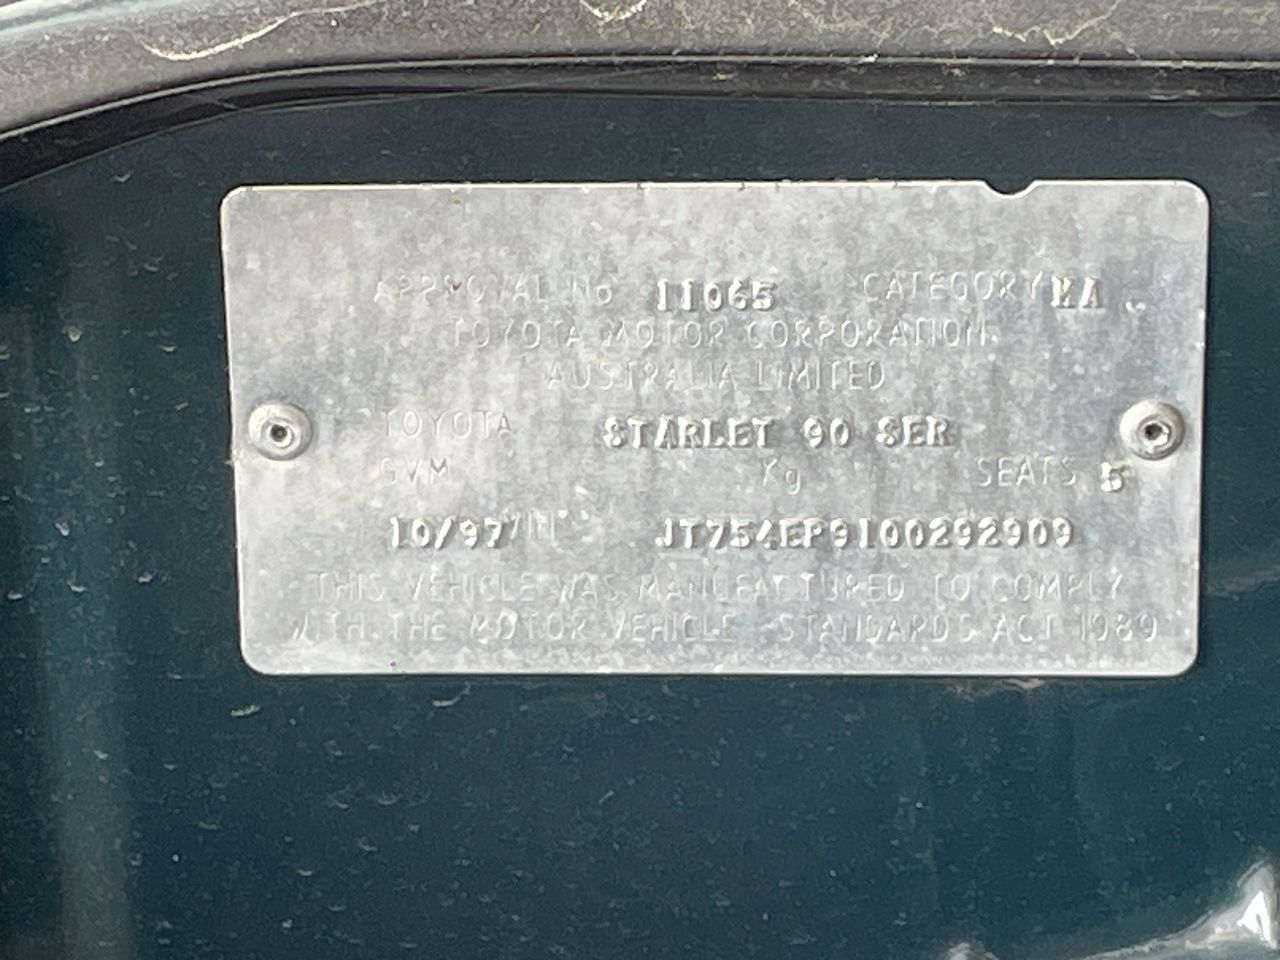 APPROVAL No 11065 CATEGORY MA
TOYOTA MOTOR CORPORATION
AUSTRALIA LIMITED
TOYOTA STARLET 90 SER
GVM Kg SEATS 5
10/97 VIN JT754EP9100292909
THIS VEHICLE WAS MANUFACTURED TO COMPLY
WITH THE MOTOR VEHICLE STANDARDS ACT 1989